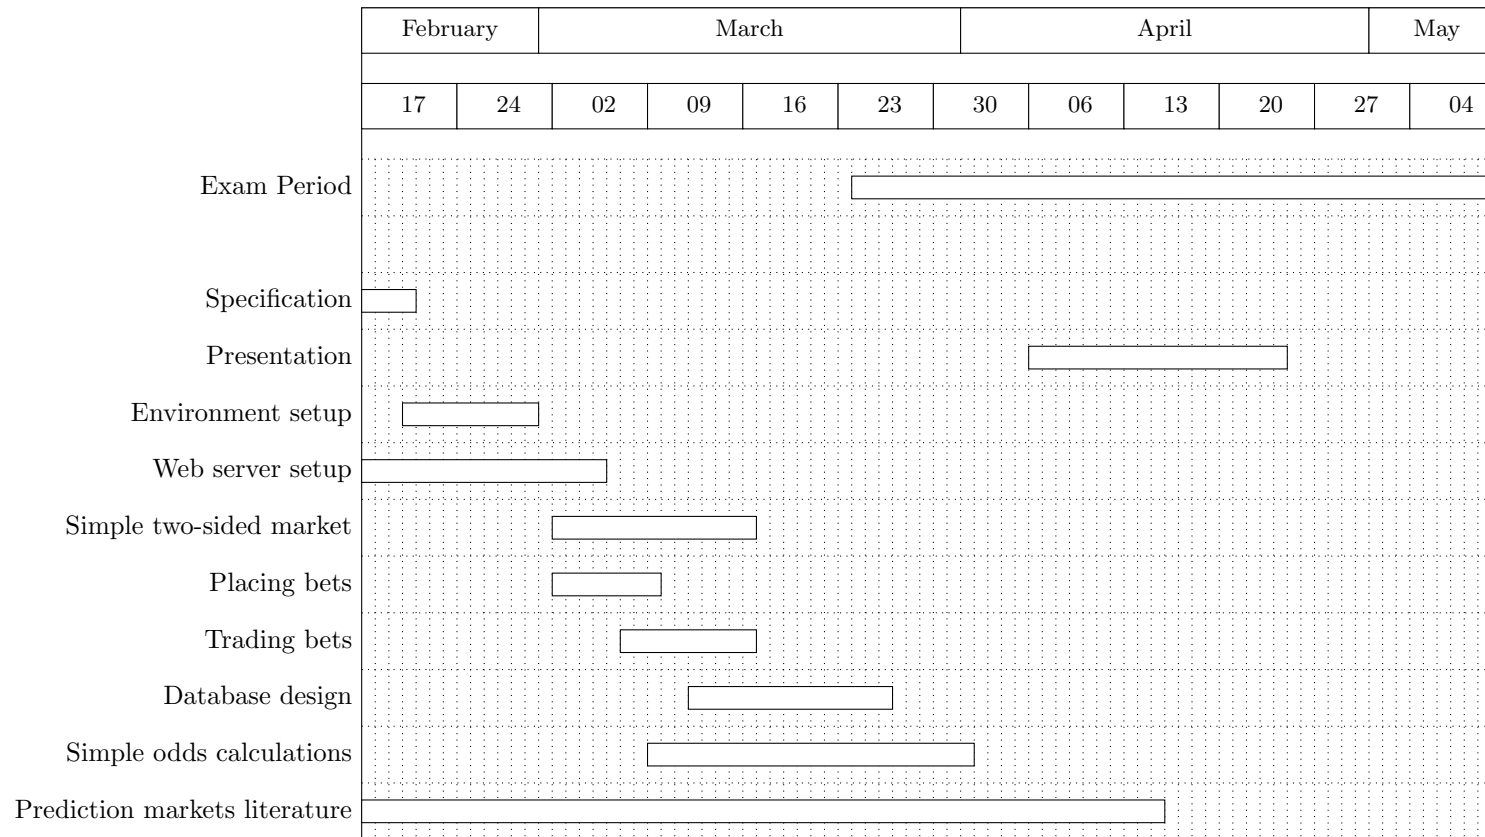 February March April May
17 24 02 09 16 23 30 06 13 20 27 04
Exam Period
Specification
Presentation
Environment setup
Web server setup
Simple two-sided market
Placing bets
Trading bets
Database design
Simple odds calculations
Prediction markets literature